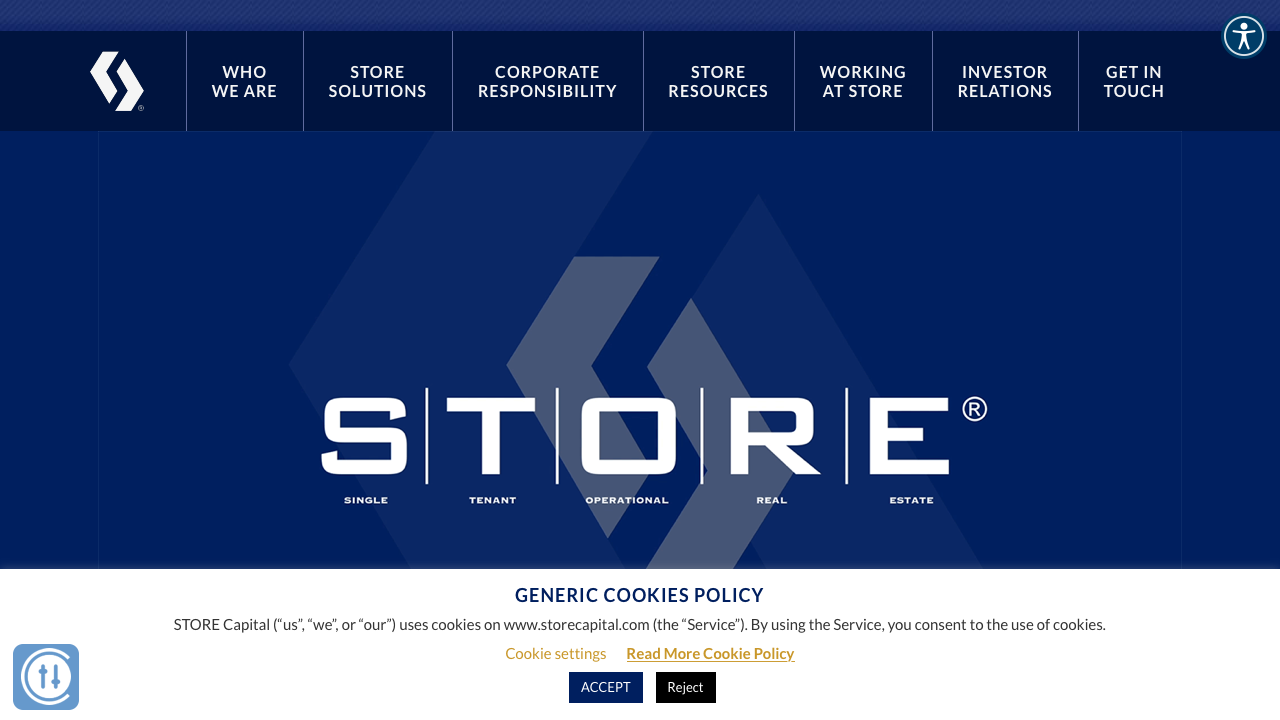 WHO
WE ARE
STORE
SOLUTIONS
CORPORATE
RESPONSIBILITY
STORE
RESOURCES
WORKING
AT STORE
INVESTOR
RELATIONS
GET IN
TOUCH
®
S|T|O|R|E®
SINGLE TENANT OPERATIONAL REAL ESTATE
GENERIC COOKIES POLICY
STORE Capital (“us”, “we”, or “our”) uses cookies on www.storecapital.com (the “Service”). By using the Service, you consent to the use of cookies.
Cookie settings Read More Cookie Policy
ACCEPT Reject